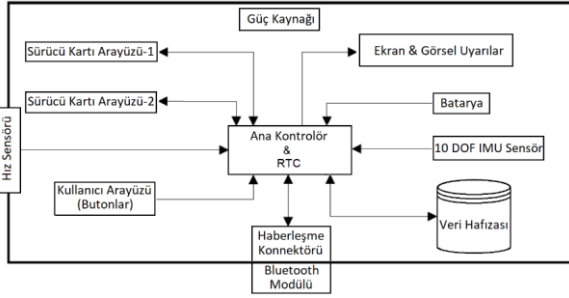 Güç Kaynağı
Sürücü Kartı Arayüzü-1
Ekran & Görsel Uyarılar
Sürücü Kartı Arayüzü-2
Batarya
Hız Sensörü
Ana Kontrolör
&
RTC
10 DOF IMU Sensör
Kullanıcı Arayüzü
(Butonlar)
Veri Hafızası
Haberleşme
Konnektörü
Bluetooth
Modülü